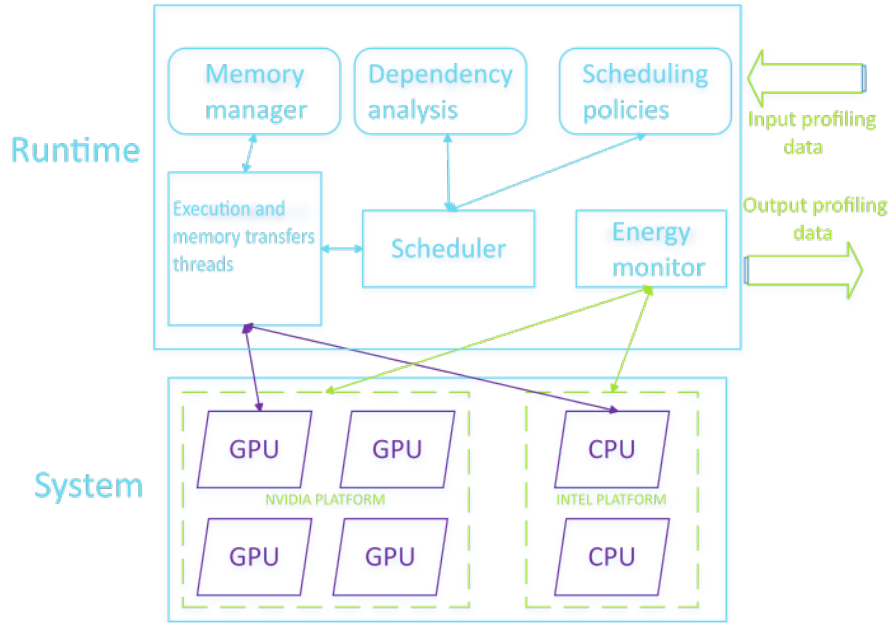 Memory
manager
Dependency
analysis
Scheduling
policies
Input profiling
data
Runtime
Execution and
memory transfers
threads
Scheduler
Energy
monitor
Output profiling
data
System
GPU
GPU
CPU
NVIDIA PLATFORM
INTEL PLATFORM
GPU
GPU
CPU